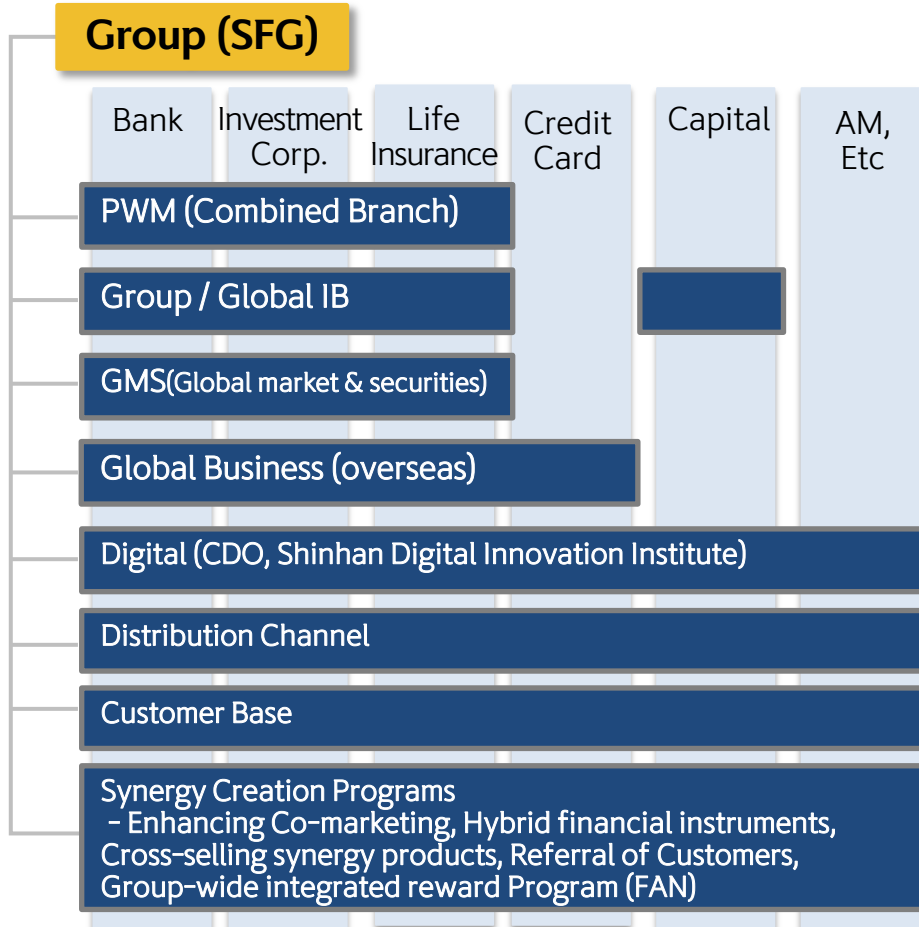 Group (SFG)
Bank
Investment
Corp.
Life
Insurance
Credit
Card
Capital
AM,
Etc
PWM (Combined Branch)
Group / Global IB
GMS(Global market & securities)
Global Business (overseas)
Digital (CDO, Shinhan Digital Innovation Institute)
Distribution Channel
Customer Base
Synergy Creation Programs
- Enhancing Co-marketing, Hybrid financial instruments,
Cross-selling synergy products, Referral of Customers,
Group-wide integrated reward Program (FAN)